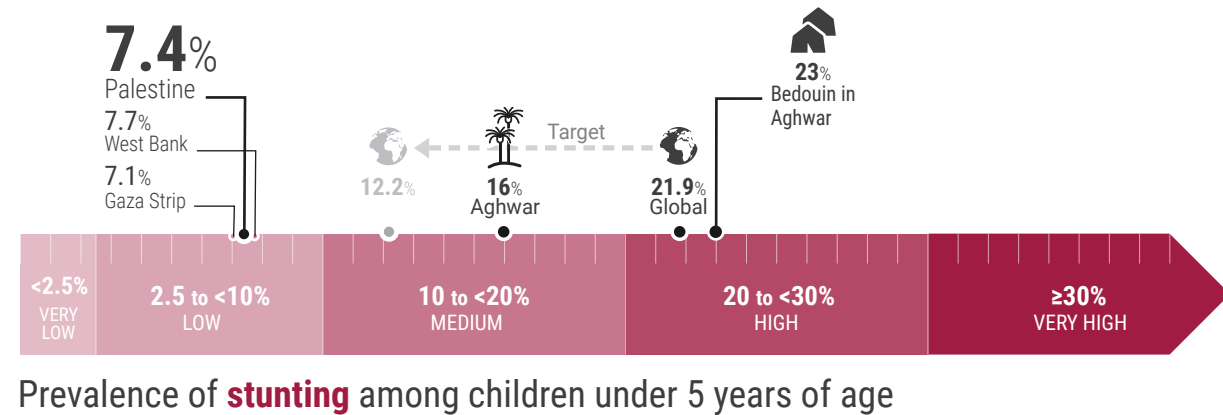 7.4%
Palestine
7.7%
West Bank
7.1%
Gaza Strip
12.2%
Target
16%
Aghwar
21.9%
Global
23%
Bedouin in
Aghwar
<2.5%
VERY
LOW
2.5 to <10%
LOW
10 to <20%
MEDIUM
20 to <30%
HIGH
≥30%
VERY HIGH
Prevalence of stunting among children under 5 years of age